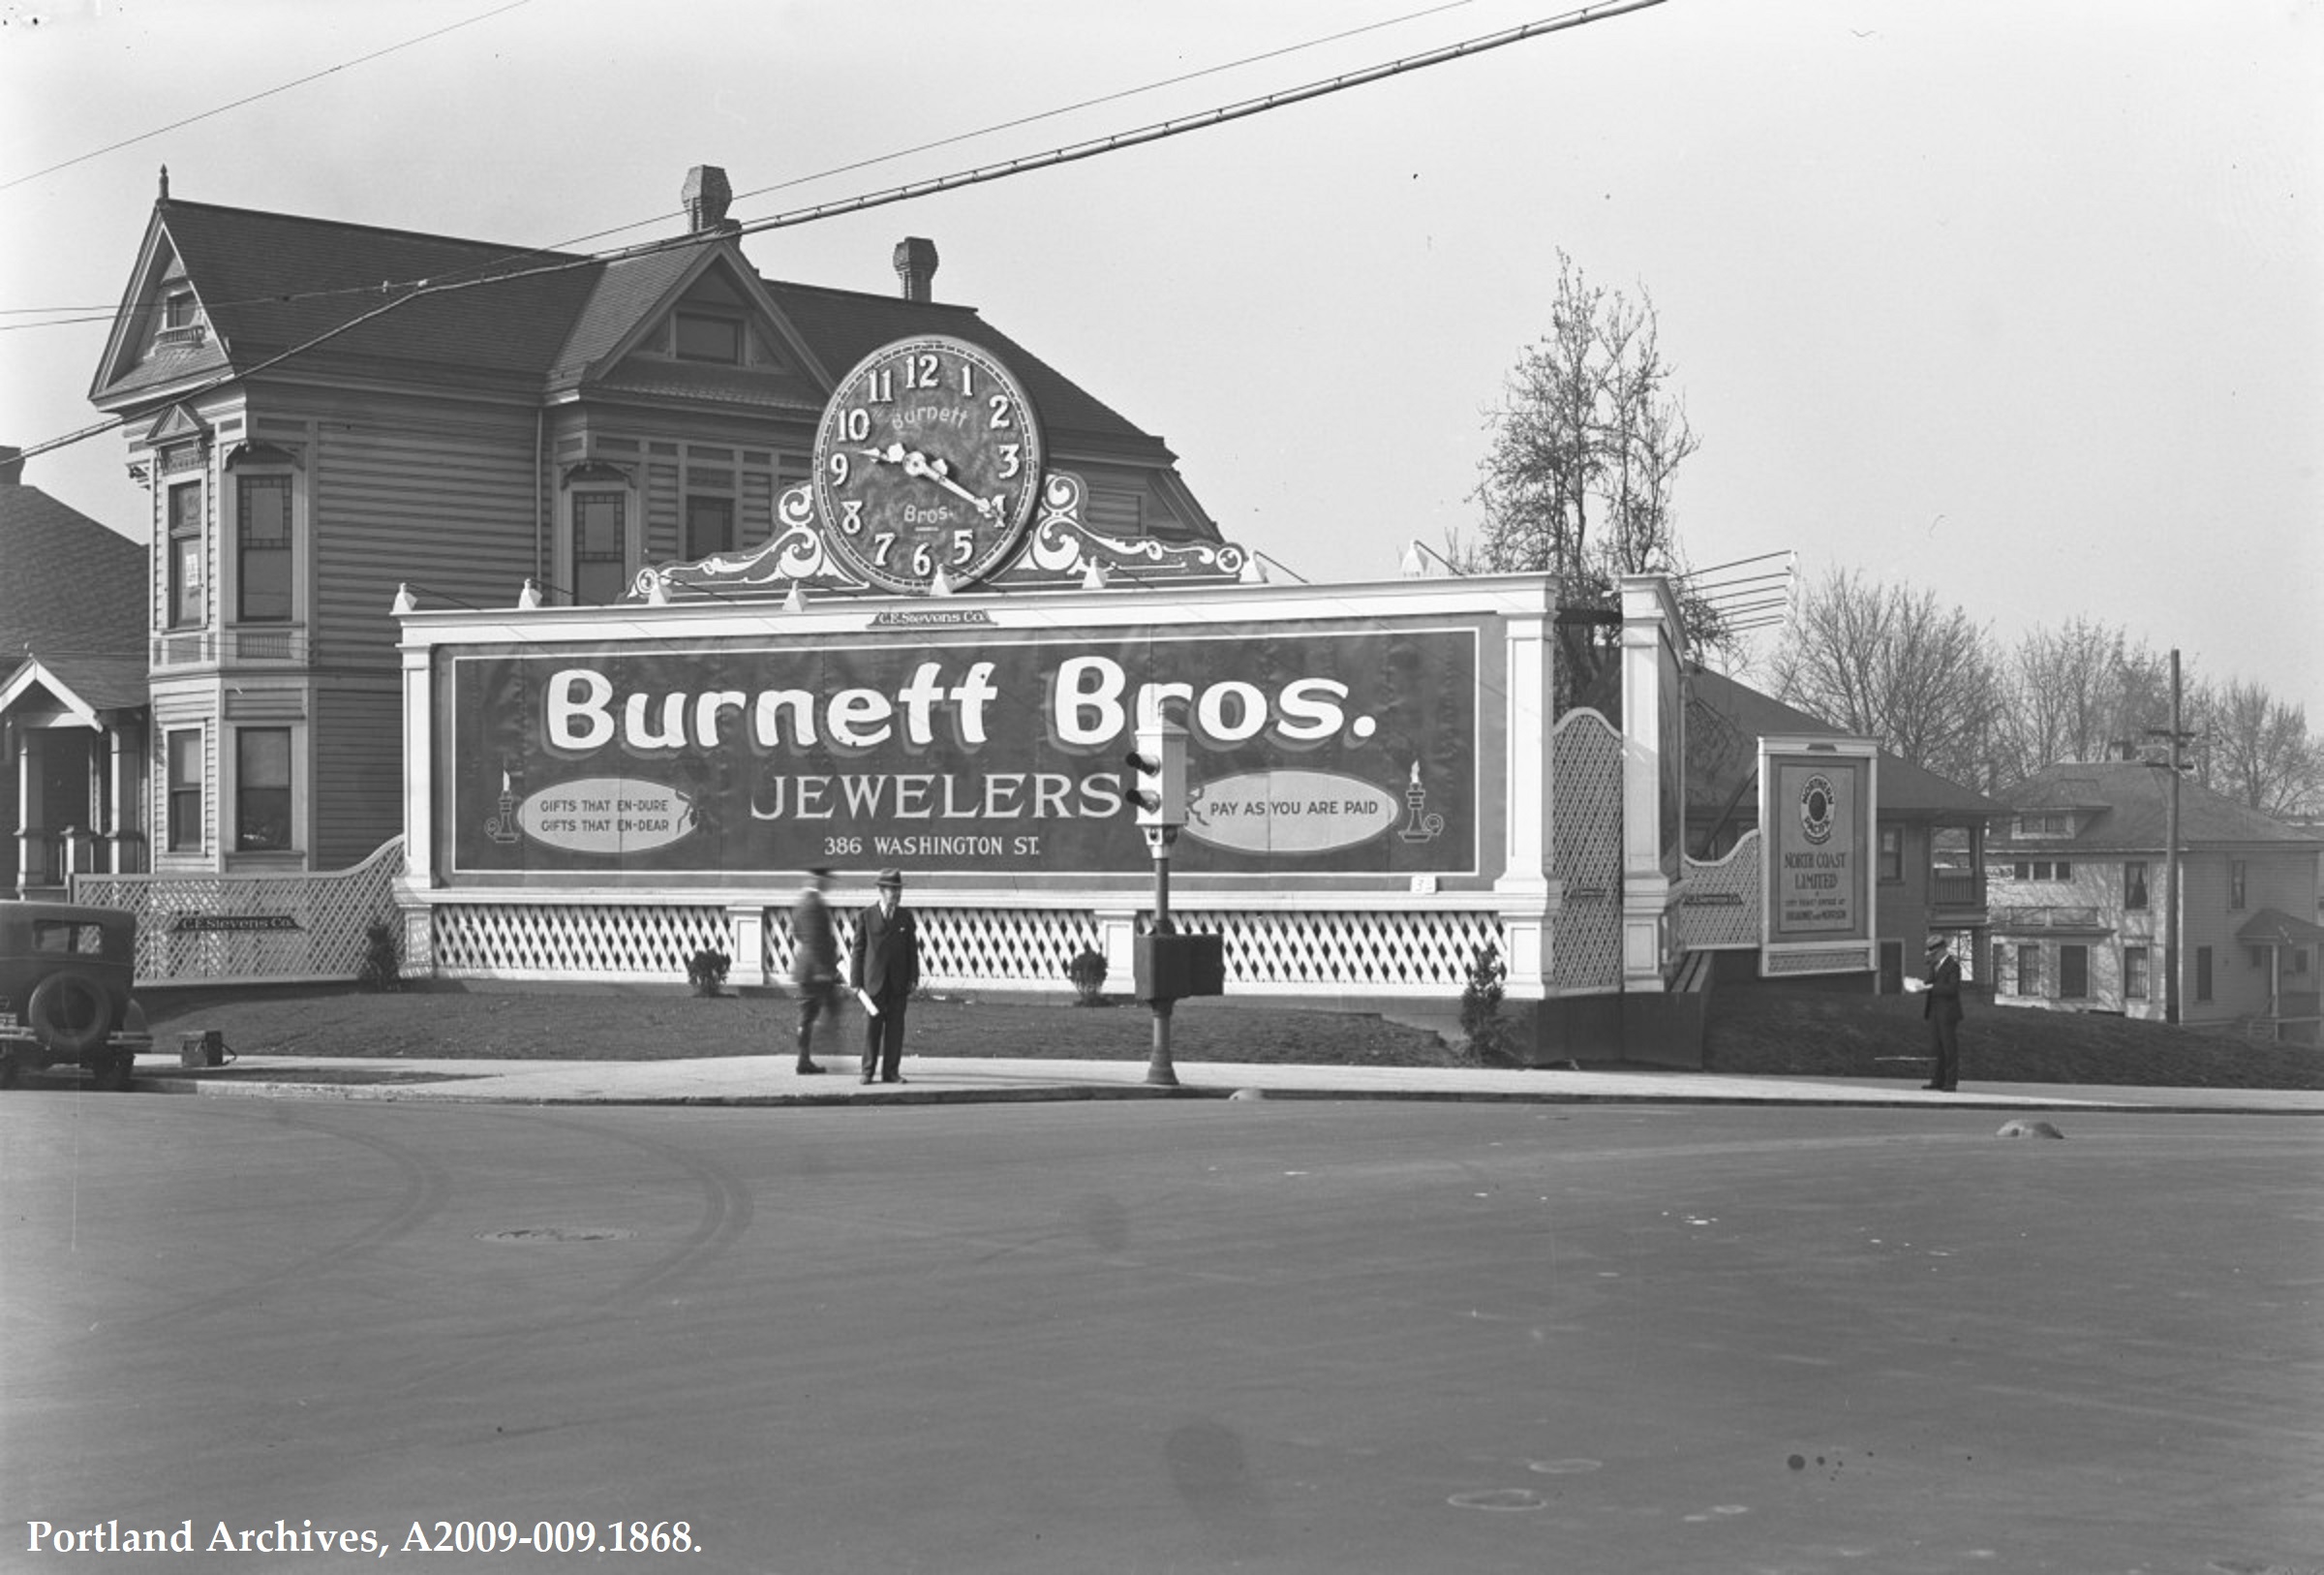 12
11 1
10 2
Burnett
9 3
8 4
Bros.
7 5
6
C.E. Stevens Co.
Burnett Bros.
JEWELERS
GIFTS THAT EN-DURE
GIFTS THAT EN-DEAR
PAY AS YOU ARE PAID
386 WASHINGTON ST.
C.E. Stevens Co.
NORTHERN
PACIFIC
NORTH COAST
LIMITED
Portland Archives, A2009-009.1868.